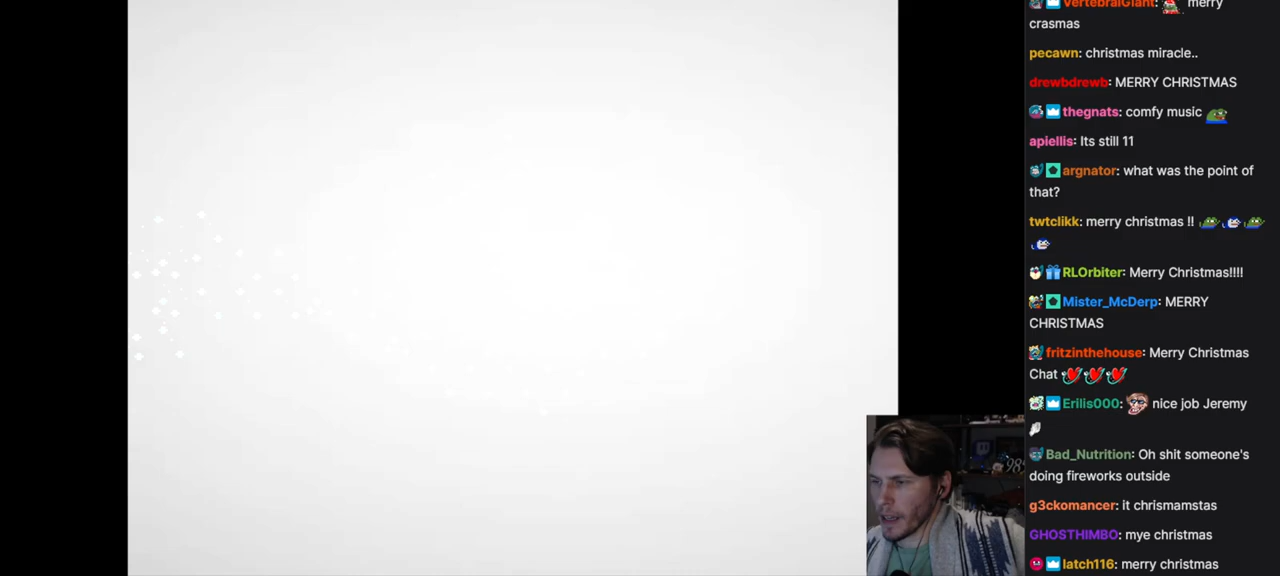 VertebralGiant: merry
crasmas
pecawn: christmas miracle..
drewbdrewb: MERRY CHRISTMAS
thegnats: comfy music
apiellis: Its still 11
argnator: what was the point of
that?
twtclikk: merry christmas !!
RLOrbiter: Merry Christmas!!!!
Mister_McDerp: MERRY
CHRISTMAS
fritzinthehouse: Merry Christmas
Chat
Erilis000: nice job Jeremy
Bad_Nutrition: Oh shit someone's
doing fireworks outside
g3ckomancer: it chrismamstas
GHOSTHIMBO: mye christmas
latch116: merry christmas